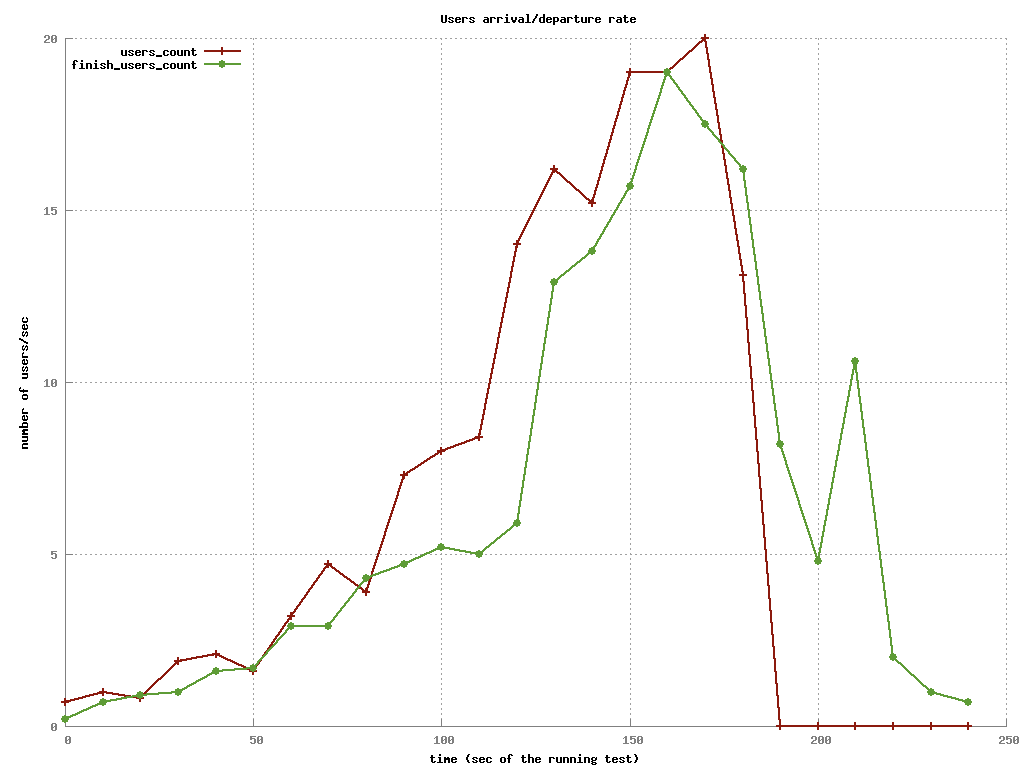 Users arrival/departure rate
users_count
finish_users_count
20
15
10
5
0
number of users/sec
0 50 100 150 200 250
time (sec of the running test)